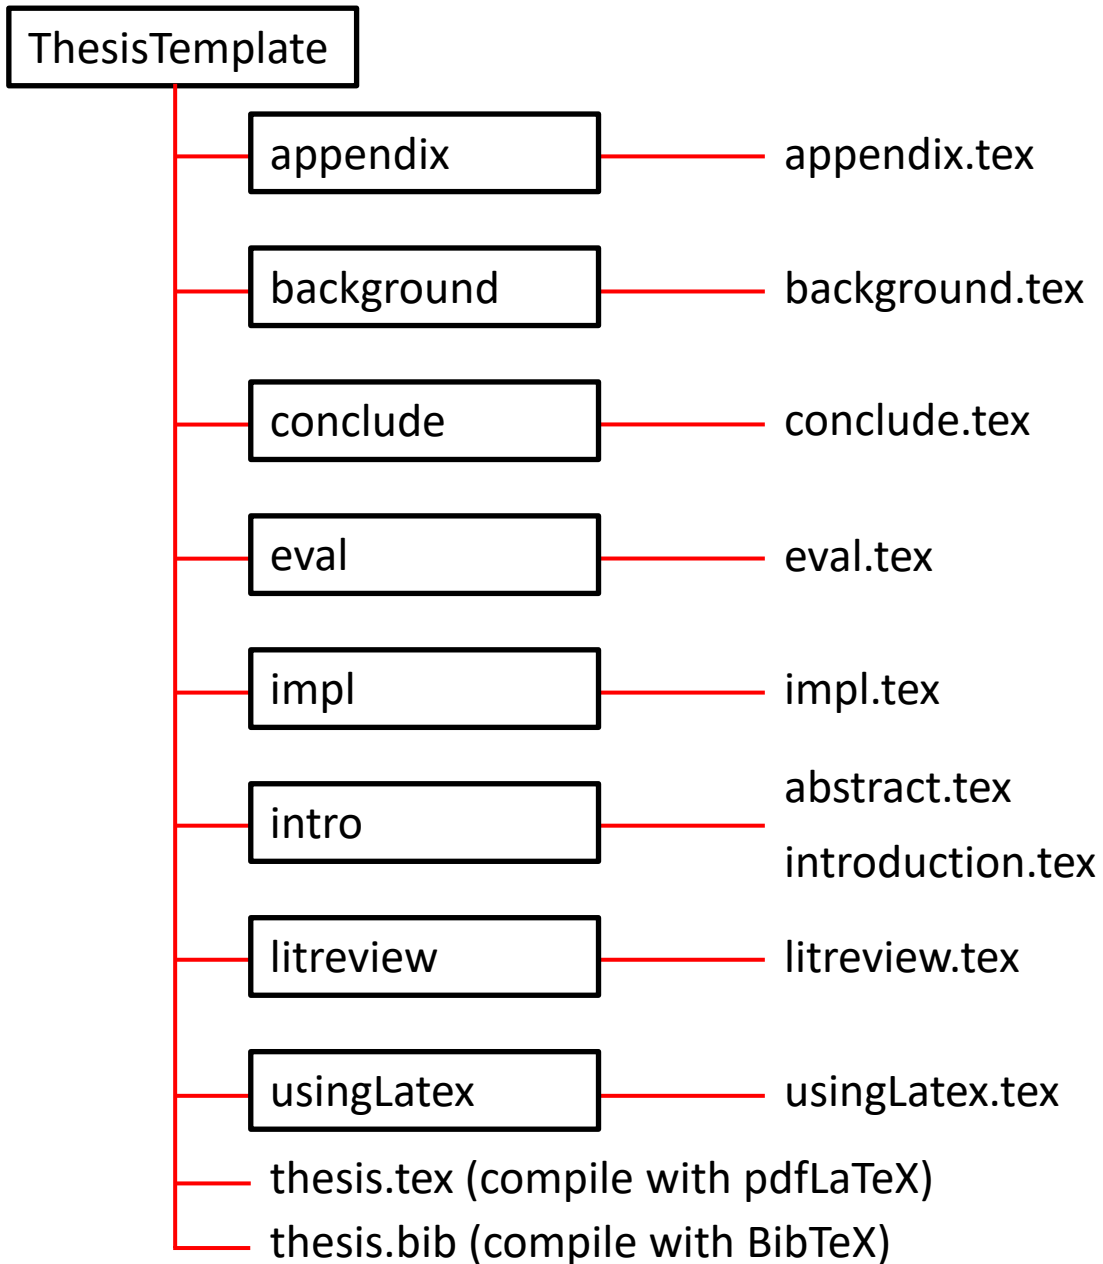 ThesisTemplate
appendix
appendix.tex
background
background.tex
conclude
conclude.tex
eval
eval.tex
impl
impl.tex
intro
abstract.tex
introduction.tex
litreview
litreview.tex
usingLatex
usingLatex.tex
thesis.tex (compile with pdfLaTeX)
thesis.bib (compile with BibTeX)